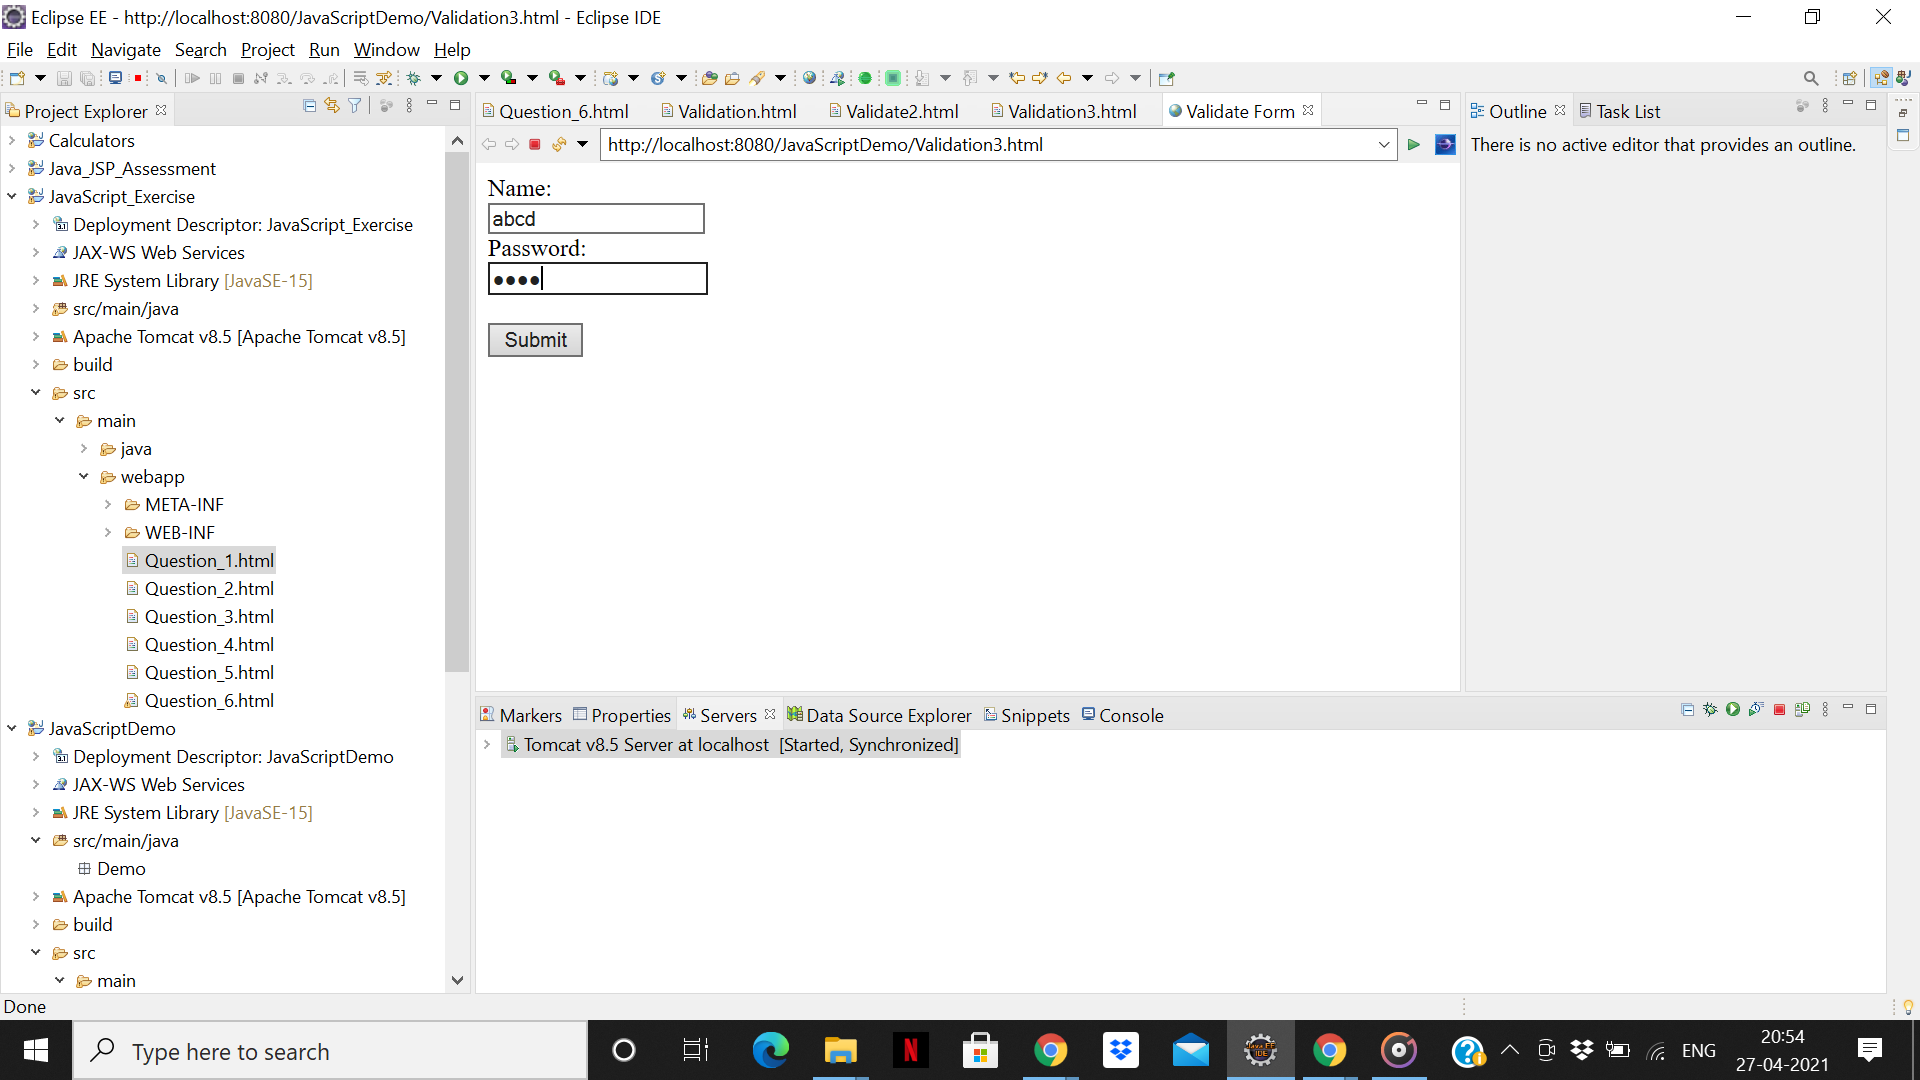 Eclipse EE - http://localhost:8080/JavaScriptDemo/Validation3.html - Eclipse IDE
File Edit Navigate Search Project Run Window Help
Project Explorer
Calculators
Java_JSP_Assessment
JavaScript_Exercise
Deployment Descriptor: JavaScript_Exercise
JAX-WS Web Services
JRE System Library [JavaSE-15]
src/main/java
Apache Tomcat v8.5 [Apache Tomcat v8.5]
build
src
main
java
webapp
META-INF
WEB-INF
Question_1.html
Question_2.html
Question_3.html
Question_4.html
Question_5.html
Question_6.html
JavaScriptDemo
Deployment Descriptor: JavaScriptDemo
JAX-WS Web Services
JRE System Library [JavaSE-15]
src/main/java
Demo
Apache Tomcat v8.5 [Apache Tomcat v8.5]
build
src
main
Question_6.html Validation.html Validate2.html Validation3.html Validate Form
http://localhost:8080/JavaScriptDemo/Validation3.html
Name:
abcd
Password:
••••
Submit
Outline Task List
There is no active editor that provides an outline.
Markers Properties Servers Data Source Explorer Snippets Console
Tomcat v8.5 Server at localhost [Started, Synchronized]
Done
Type here to search
ENG
20:54
27-04-2021